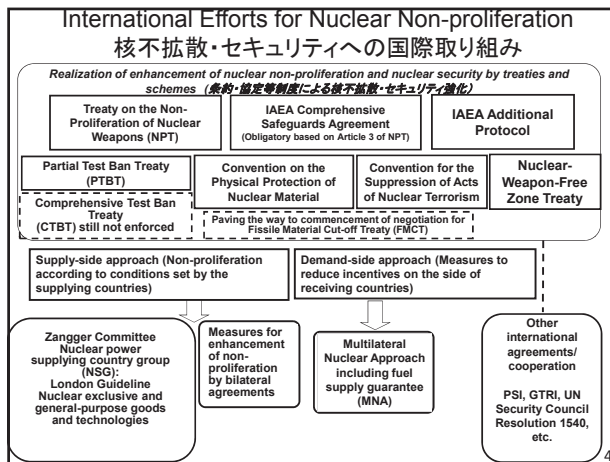 International Efforts for Nuclear Non-proliferation
核不拡散・セキュリティへの国際取り組み
Realization of enhancement of nuclear non-proliferation and nuclear security by treaties and
schemes (条約・協定等制度による核不拡散・セキュリティ強化)
Treaty on the Non-
Proliferation of Nuclear
Weapons (NPT)
IAEA Comprehensive
Safeguards Agreement
(Obligatory based on Article 3 of NPT)
IAEA Additional
Protocol
Partial Test Ban Treaty
(PTBT)
Convention on the
Physical Protection of
Nuclear Material
Convention for the
Suppression of Acts
of Nuclear Terrorism
Nuclear-
Weapon-Free
Zone Treaty
Comprehensive Test Ban
Treaty
(CTBT) still not enforced
Paving the way to commencement of negotiation for
Fissile Material Cut-off Treaty (FMCT)
Supply-side approach (Non-proliferation
according to conditions set by the
supplying countries)
Demand-side approach (Measures to
reduce incentives on the side of
receiving countries)
Zangger Committee
Nuclear power
supplying country group
(NSG):
London Guideline
Nuclear exclusive and
general-purpose goods
and technologies
Measures for
enhancement
of non-
proliferation by
bilateral
agreements
Multilateral
Nuclear Approach
including fuel
supply guarantee
(MNA)
Other
international
agreements/
cooperation
PSI, GTRI, UN
Security Council
Resolution 1540,
etc.
4